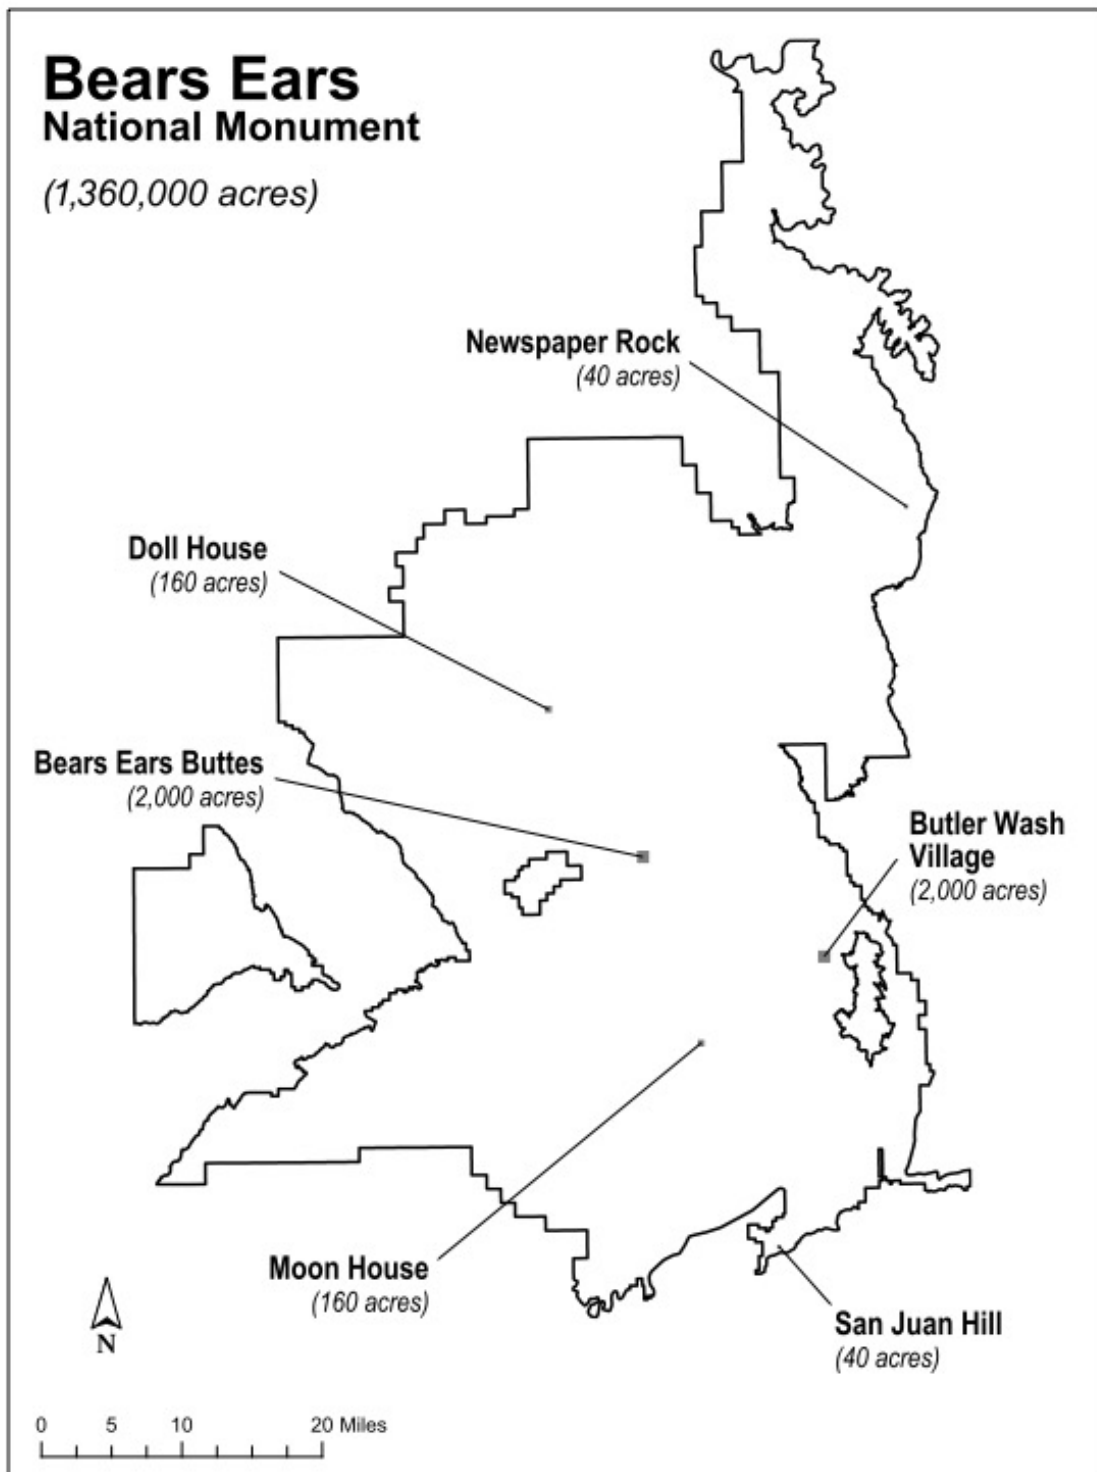 Bears Ears
National Monument
(1,360,000 acres)
Newspaper Rock
(40 acres)
Doll House
(160 acres)
Bears Ears Buttes
(2,000 acres)
Butler Wash
Village
(2,000 acres)
Moon House
(160 acres)
San Juan Hill
(40 acres)
N
0 5 10 20 Miles